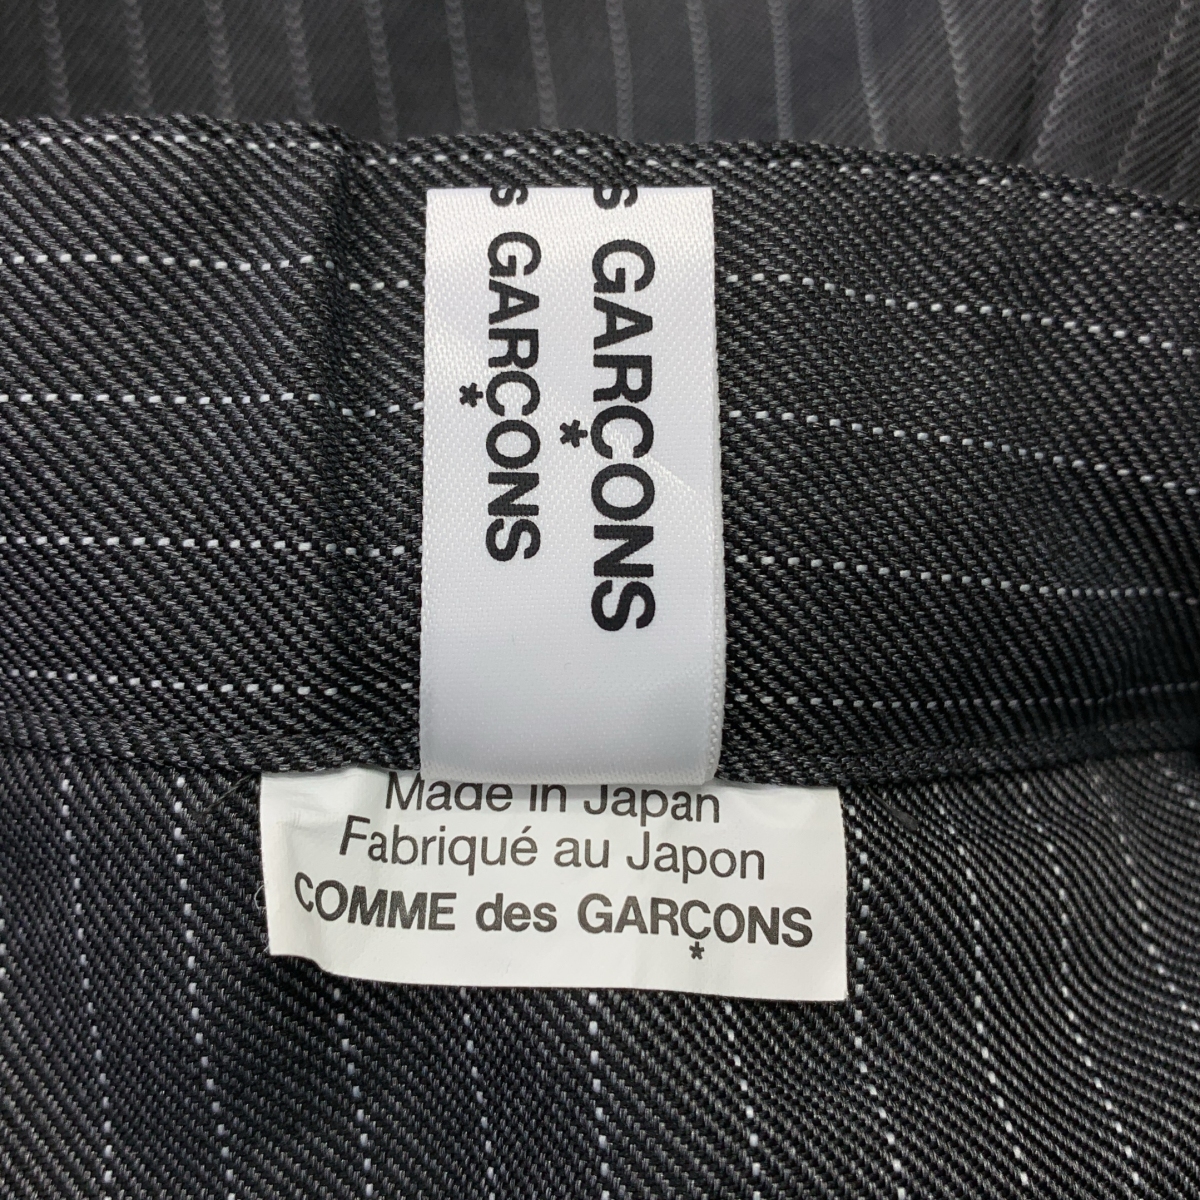 s GARÇONS
*
s GARÇONS
*
Made in Japan
Fabriqué au Japon
COMME des GARÇONS
*